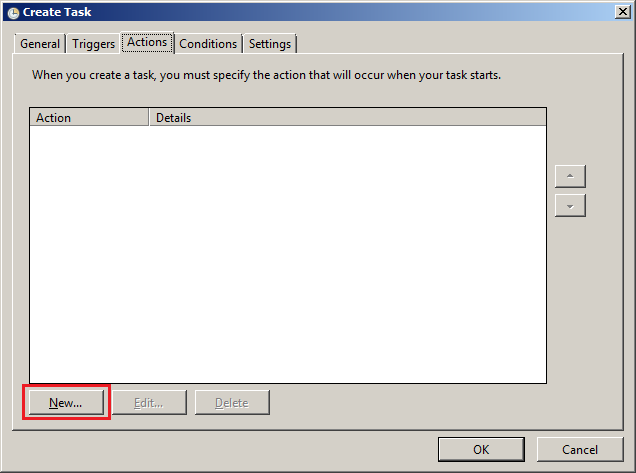 Create Task
General Triggers Actions Conditions Settings
When you create a task, you must specify the action that will occur when your task starts.
Action Details
New... Edit... Delete
OK Cancel